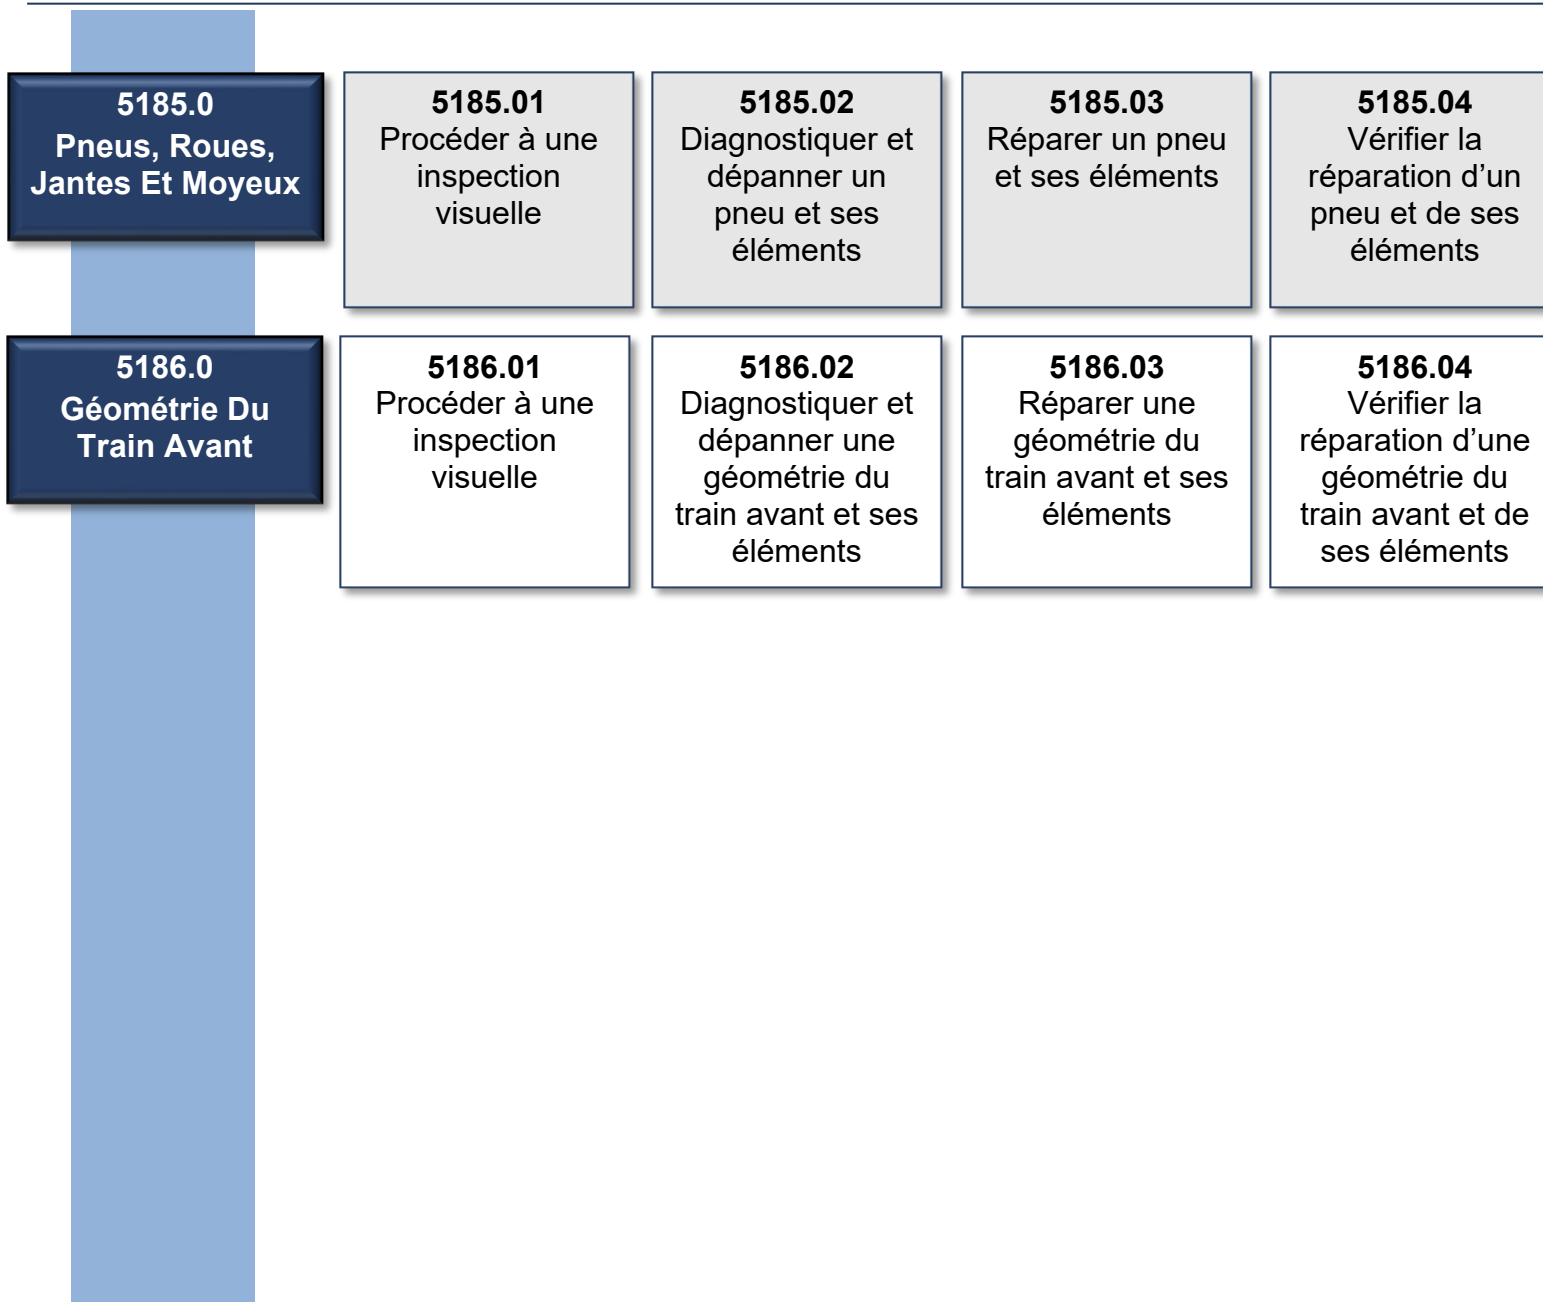 5185.0
Pneus, Roues,
Jantes Et Moyeux
5185.01
Procéder à une
inspection
visuelle
5185.02
Diagnostiquer et
dépanner un
pneu et ses
éléments
5185.03
Réparer un pneu
et ses éléments
5185.04
Vérifier la
réparation d’un
pneu et de ses
éléments
5186.0
Géométrie Du
Train Avant
5186.01
Procéder à une
inspection
visuelle
5186.02
Diagnostiquer et
dépanner une
géométrie du
train avant et ses
éléments
5186.03
Réparer une
géométrie du
train avant et ses
éléments
5186.04
Vérifier la
réparation d’une
géométrie du
train avant et de
ses éléments